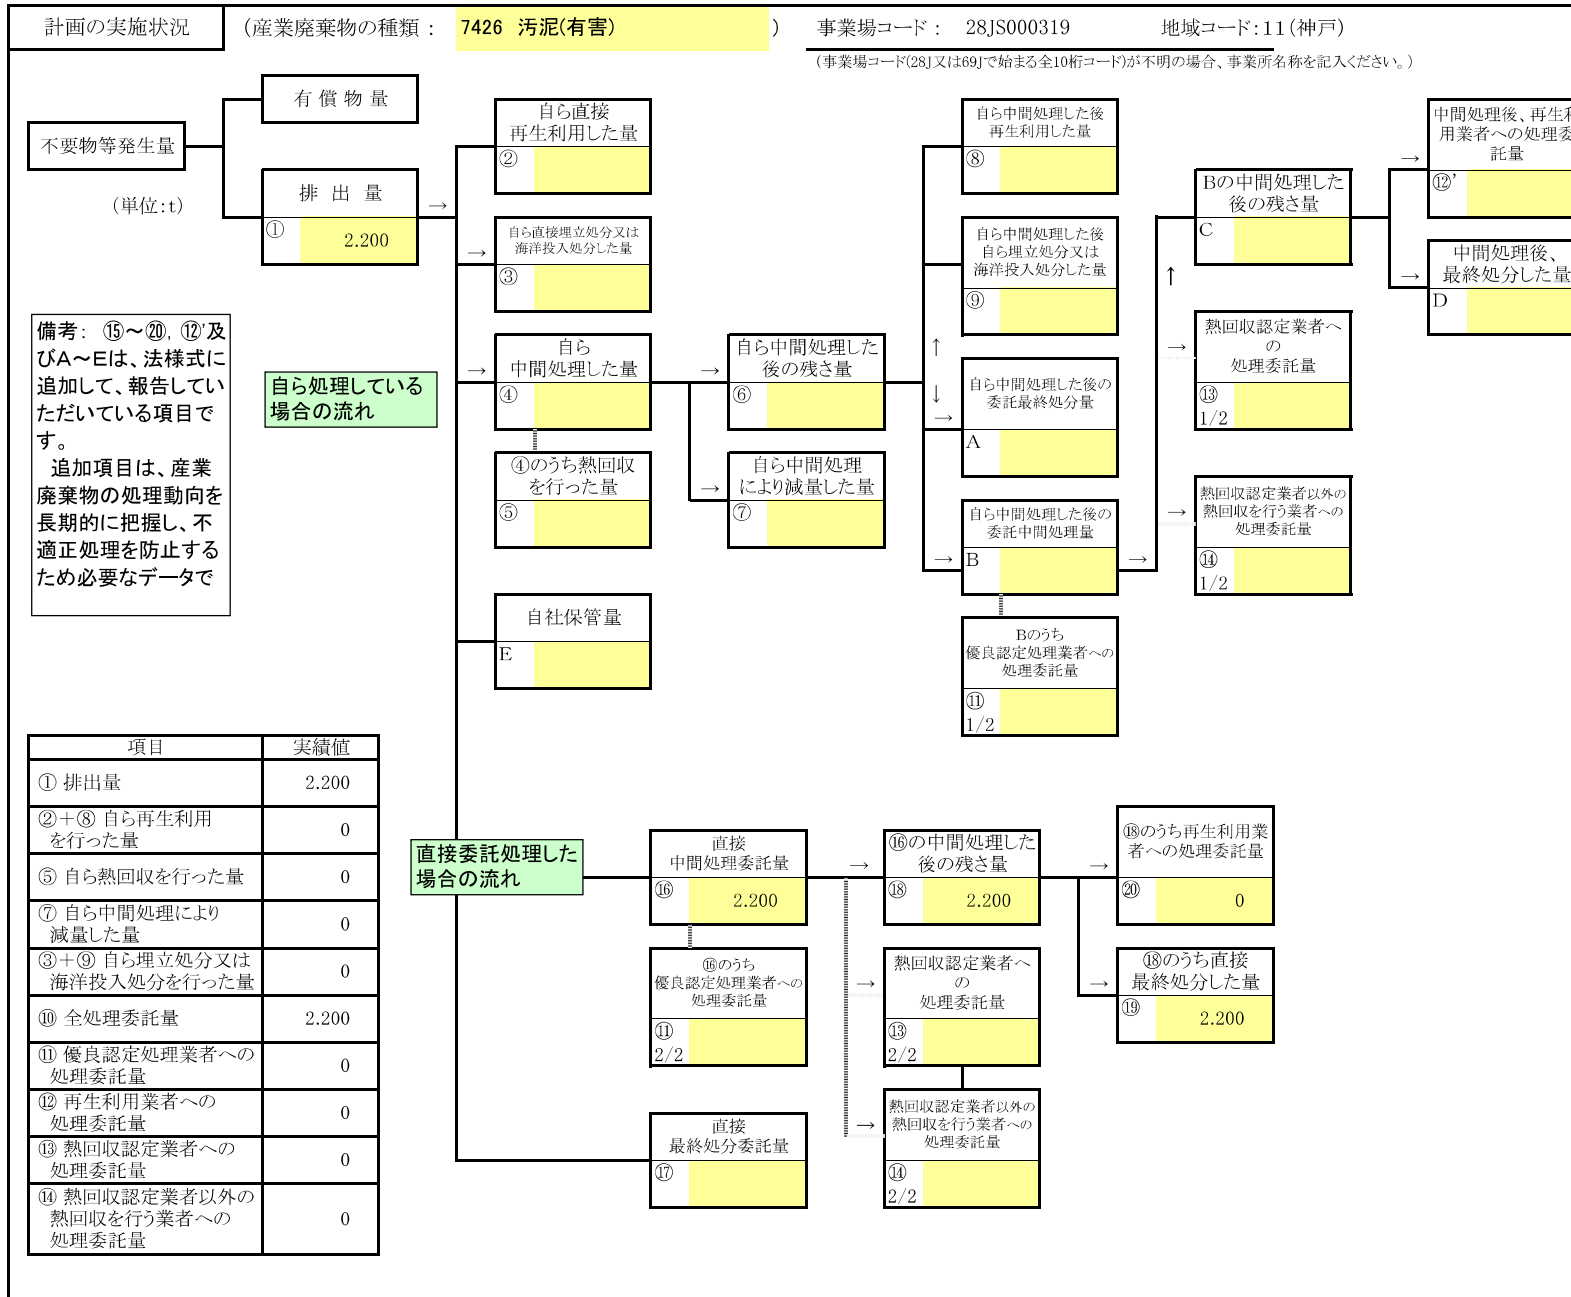 計画の実施状況
(産業廃棄物の種類： 7426 汚泥(有害) )
事業場コード： 28JS000319 地域コード：11(神戸)
(事業場コード(28J又は69Jで始まる全10桁コード)が不明の場合、事業所名称を記入ください。)
不要物等発生量
(単位：t)
有償物量
排出量
→
① 2.200
自ら直接
再生利用した量
②
→
自ら直接埋立処分又は
海洋投入処分した量
③
→
自ら
中間処理した量
④
④のうち熱回収
を行った量
⑤
自社保管量
E
→
自ら中間処理した
後の残さ量
⑥
→
自ら中間処理
により減量した量
⑦
自ら中間処理した後
再生利用した量
⑧
自ら中間処理した後
自ら埋立処分又は
海洋投入処分した量
⑨
↑
↓
→
自ら中間処理した後の
委託最終処分量
A
→
自ら中間処理した後の
委託中間処理量
B
→
Bのうち
優良認定処理業者への
処理委託量
⑪
1/2
Bの中間処理した
後の残さ量
C
↑
→
熱回収認定業者へ
の
処理委託量
⑬
1/2
→
熱回収認定業者以外の
熱回収を行う業者への
処理委託量
⑭
1/2
→
中間処理後、再生利
用業者への処理委
託量
⑫'
→
中間処理後、
最終処分した量
D
備考： ⑮～⑳, ⑫'及
びA～Eは、法様式に
追加して、報告してい
ただいている項目で
す。
追加項目は、産業
廃棄物の処理動向を
長期的に把握し、不
適正処理を防止する
ため必要なデータで
自ら処理している
場合の流れ
項目 実績値
① 排出量 2.200
②＋⑧ 自ら再生利用
を行った量 0
⑤ 自ら熱回収を行った量 0
⑦ 自ら中間処理により
減量した量 0
③＋⑨ 自ら埋立処分又は
海洋投入処分を行った量 0
⑩ 全処理委託量 2.200
⑪ 優良認定処理業者への
処理委託量 0
⑫ 再生利用業者への
処理委託量 0
⑬ 熱回収認定業者への
処理委託量 0
⑭ 熱回収認定業者以外の
熱回収を行う業者への
処理委託量 0
直接委託処理した
場合の流れ
直接
中間処理委託量
⑯ 2.200
⑯のうち
優良認定処理業者への
処理委託量
⑪
2/2
直接
最終処分委託量
⑰
→
⑯の中間処理した
後の残さ量
⑱ 2.200
→
熱回収認定業者へ
の
処理委託量
⑬
2/2
→
熱回収認定業者以外の
熱回収を行う業者への
処理委託量
⑭
2/2
→
⑱のうち再生利用業
者への処理委託量
⑳ 0
→
⑱のうち直接
最終処分した量
⑲ 2.200